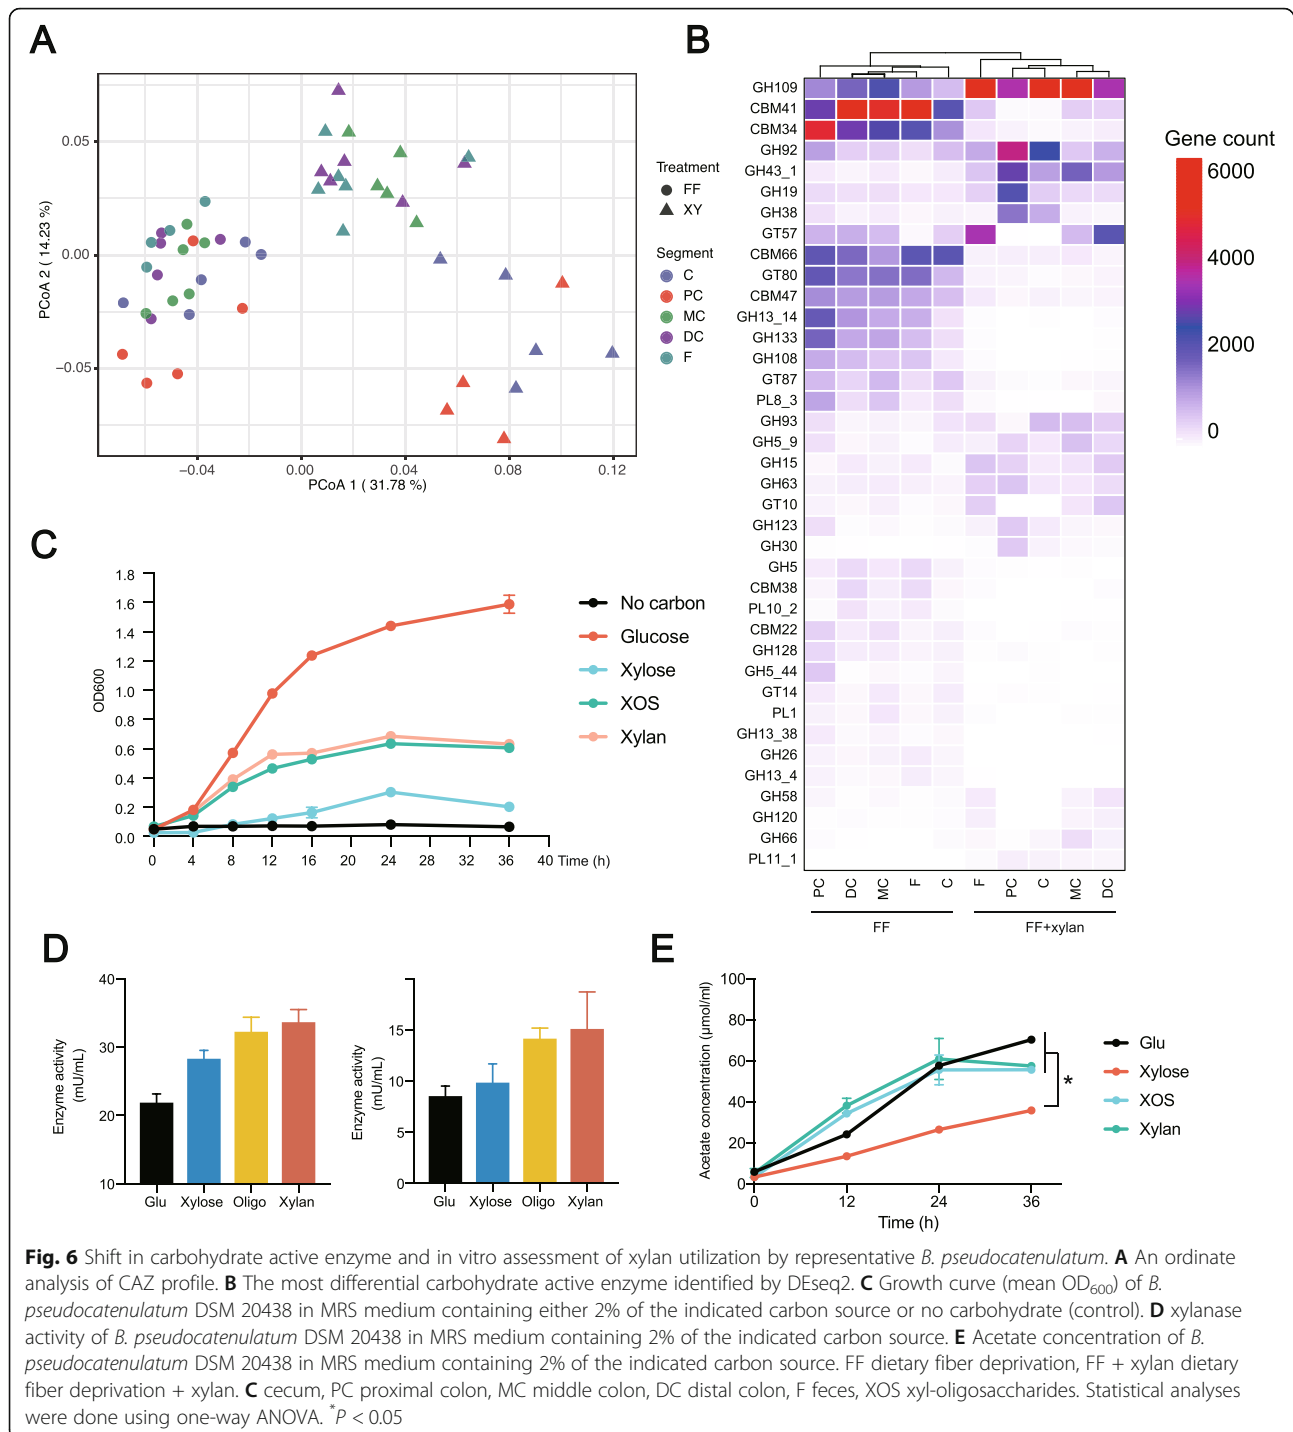 A
0.05
0.00
−0.05
PCoA 2 ( 14.23 %)
−0.04
0.00
0.04
0.08
0.12
PCoA 1 ( 31.78 %)
Treatment
FF
XY
Segment
C
PC
MC
DC
F
B
GH109
CBM41
CBM34
GH92
GH43_1
GH19
GH38
GT57
CBM66
GT80
CBM47
GH13_14
GH133
GH108
GT87
PL8_3
GH93
GH5_9
GH15
GH63
GT10
GH123
GH30
GH5
CBM38
PL10_2
CBM22
GH128
GH5_44
GT14
PL1
GH13_38
GH26
GH13_4
GH58
GH120
GH66
PL11_1
PC
DC
MC
F
C
F
PC
C
MC
DC
FF
FF+xylan
Gene count
6000
4000
2000
0
C
1.8
1.6
1.4
1.2
1.0
0.8
0.6
0.4
0.2
0.0
OD600
0 4 8 12 16 20 24 28 32 36 40 Time (h)
No carbon
Glucose
Xylose
XOS
Xylan
D
40
30
20
10
Enzyme activity
(mU/mL)
Glu Xylose Oligo Xylan
15
10
5
0
Enzyme activity
(mU/mL)
Glu Xylose Oligo Xylan
E
100
80
60
40
20
0
Acetate concentration (μmol/ml)
0 12 24 36
Time (h)
*
Glu
Xylose
XOS
Xylan
Fig. 6 Shift in carbohydrate active enzyme and in vitro assessment of xylan utilization by representative B. pseudocatenulatum. A An ordinate
analysis of CAZ profile. B The most differential carbohydrate active enzyme identified by DEseq2. C Growth curve (mean OD600) of B.
pseudocatenulatum DSM 20438 in MRS medium containing either 2% of the indicated carbon source or no carbohydrate (control). D xylanase
activity of B. pseudocatenulatum DSM 20438 in MRS medium containing 2% of the indicated carbon source. E Acetate concentration of B.
pseudocatenulatum DSM 20438 in MRS medium containing 2% of the indicated carbon source. FF dietary fiber deprivation, FF + xylan dietary
fiber deprivation + xylan. C cecum, PC proximal colon, MC middle colon, DC distal colon, F feces, XOS xyl-oligosaccharides. Statistical analyses
were done using one-way ANOVA. *P < 0.05